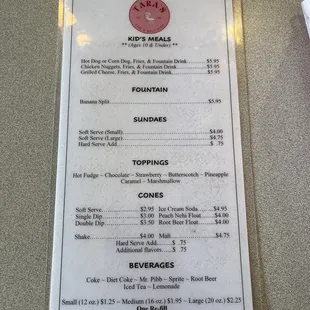 TARA'S
KID'S MEALS
** (Ages 10 & Under) **
Hot Dog or Corn Dog, Fries, & Fountain Drink $5.95
Chicken Nuggets, Fries, & Fountain Drink $5.95
Grilled Cheese, Fries, & Fountain Drink $5.95
FOUNTAIN
Banana Split $5.95
SUNDAES
Soft Serve (Small) $4.00
Soft Serve (Large) $4.75
Hard Serve Add $ .75
TOPPINGS
Hot Fudge ~ Chocolate ~ Strawberry ~ Butterscotch ~ Pineapple
Caramel ~ Marshmallow
CONES
Soft Serve $2.95 Ice Cream Soda $4.95
Single Dip $3.00 Peach Nehi Float $4.00
Double Dip $3.50 Root Beer Float $4.00
Shake $4.00 Malt $4.75
Hard Serve Add $ .75
Additional flavors $ .75
BEVERAGES
Coke ~ Diet Coke ~ Mr. Pibb ~ Sprite ~ Root Beer
Iced Tea ~ Lemonade
Small (12 oz.) $1.25 ~ Medium (16 oz.) $1.95 ~ Large (20 oz.) $2.25
One Refill